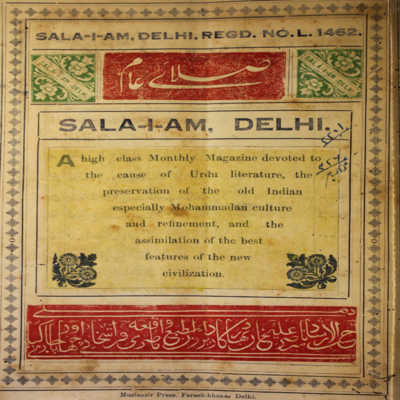 SALA-I-AM, DELHI. REGD. NO. L. 1462.
صلائے عام
SALA-I-AM, DELHI.
A high class Monthly Magazine devoted to
the cause of Urdu literature, the
preservation of the old Indian
especially Mohammadan culture
and refinement, and the
assimilation of the best
features of the new
civilization.
Mustansir Press, Farash-khana, Delhi.